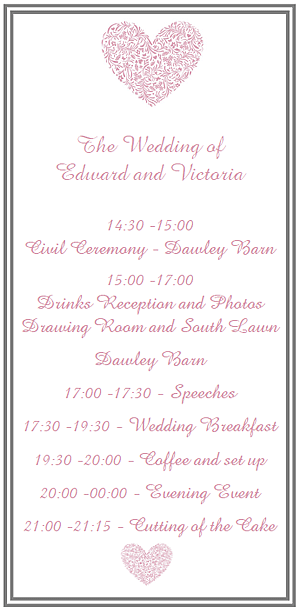 The Wedding of
Edward and Victoria
14:30 -15:00
Civil Ceremony - Dawley Barn
15:00 -17:00
Drinks Reception and Photos
Drawing Room and South Lawn
Dawley Barn
17:00 -17:30 - Speeches
17:30 -19:30 - Wedding Breakfast
19:30 -20:00 - Coffee and set up
20:00 -00:00 - Evening Event
21:00 -21:15 - Cutting of the Cake